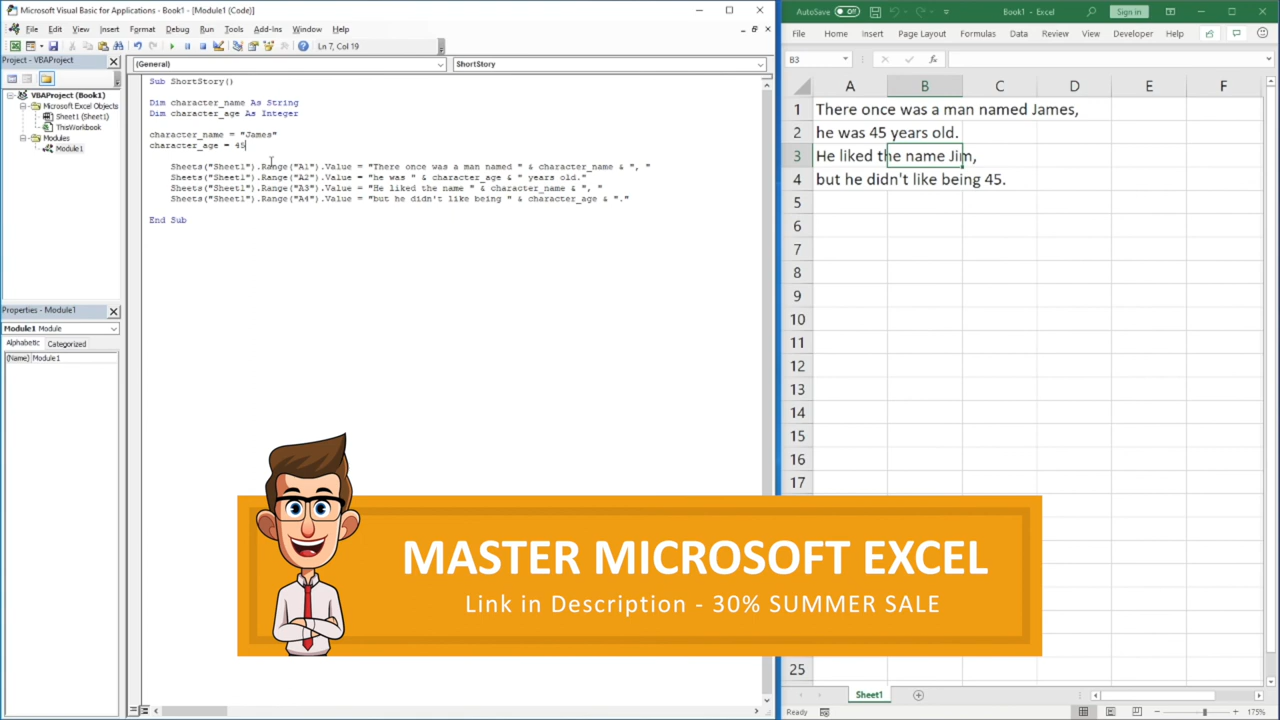 Microsoft Visual Basic for Applications - Book1 - [Module1 (Code)]
File Edit View Insert Format Debug Run Tools Add-Ins Window Help
Ln 7, Col 19
Project - VBAProject
VBAProject (Book1)
Microsoft Excel Objects
Sheet1 (Sheet1)
ThisWorkbook
Modules
Module1
Properties - Module1
Module1 Module
Alphabetic Categorized
(Name) Module1
(General) ShortStory
Sub ShortStory()
Dim character_name As String
Dim character_age As Integer
character_name = "James"
character_age = 45
Sheets("Sheet1").Range("A1").Value = "There once was a man named " & character_name & ", "
Sheets("Sheet1").Range("A2").Value = "he was " & character_age & " years old."
Sheets("Sheet1").Range("A3").Value = "He liked the name " & character_name & ", "
Sheets("Sheet1").Range("A4").Value = "but he didn't like being " & character_age & "."
End Sub
AutoSave Off Book1 - Excel Sign in
File Home Insert Page Layout Formulas Data Review View Developer Help
B3 fx
A B C D E F
1 There once was a man named James,
2 he was 45 years old.
3 He liked the name Jim,
4 but he didn't like being 45.
5
6
7
8
9
10
11
12
13
14
15
16
17
25
Sheet1
Ready 175%
MASTER MICROSOFT EXCEL
Link in Description - 30% SUMMER SALE